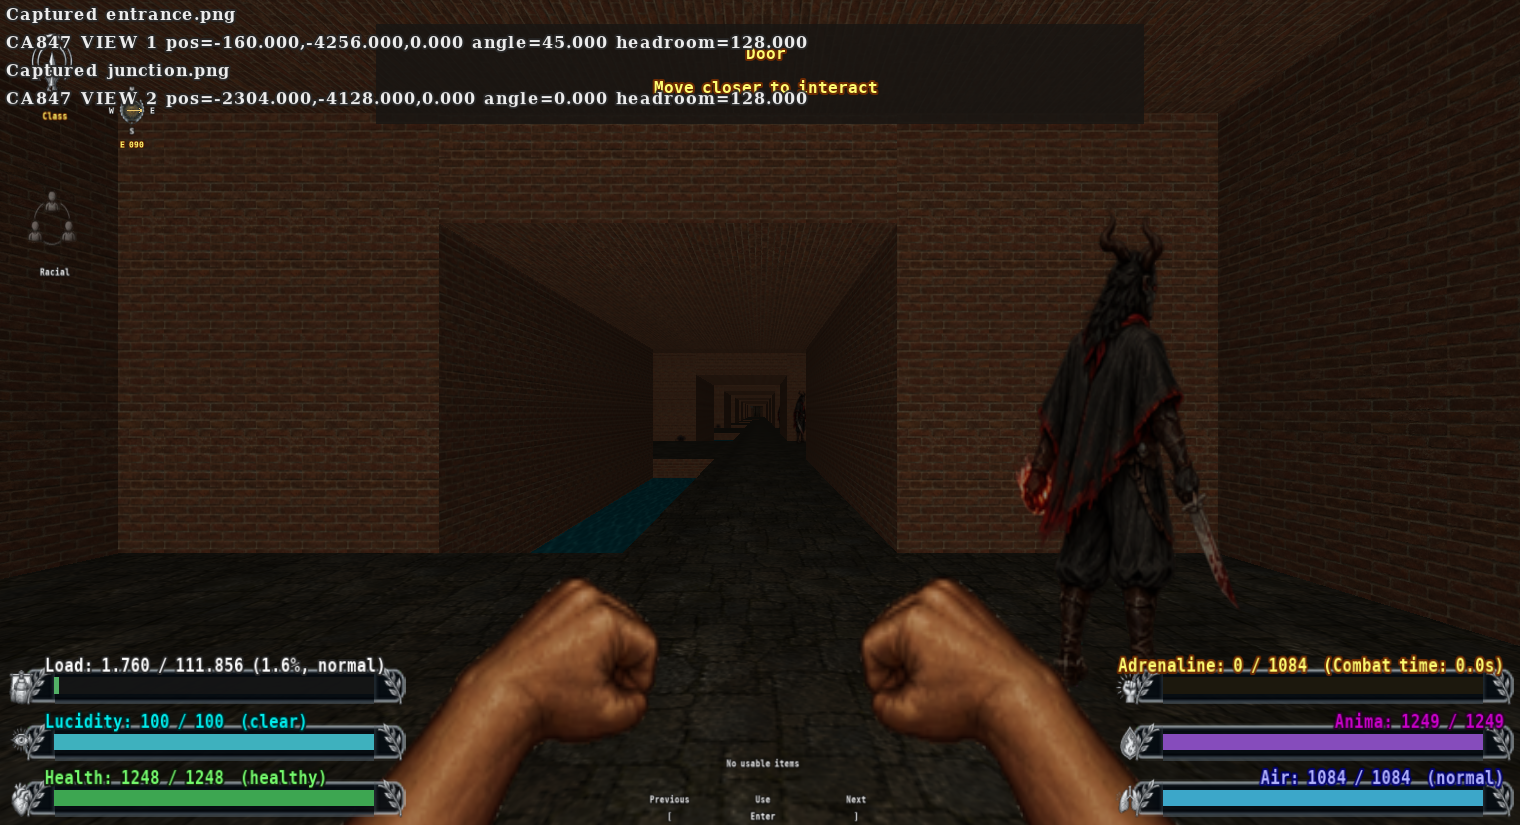 Captured entrance.png
CA847 VIEW 1 pos=-160.000,-4256.000,0.000 angle=45.000 headroom=128.000
Door
Captured junction.png
Move closer to interact
CA847 VIEW 2 pos=-2304.000,-4128.000,0.000 angle=0.000 headroom=128.000
Class
W E
S
E 090
Racial
Load: 1.760 / 111.856 (1.6%, normal)
Adrenaline: 0 / 1084 (Combat time: 0.0s)
Lucidity: 100 / 100 (clear)
Anima: 1249 / 1249
Health: 1248 / 1248 (healthy)
Air: 1084 / 1084 (normal)
No usable items
Previous Use Next
[ Enter ]